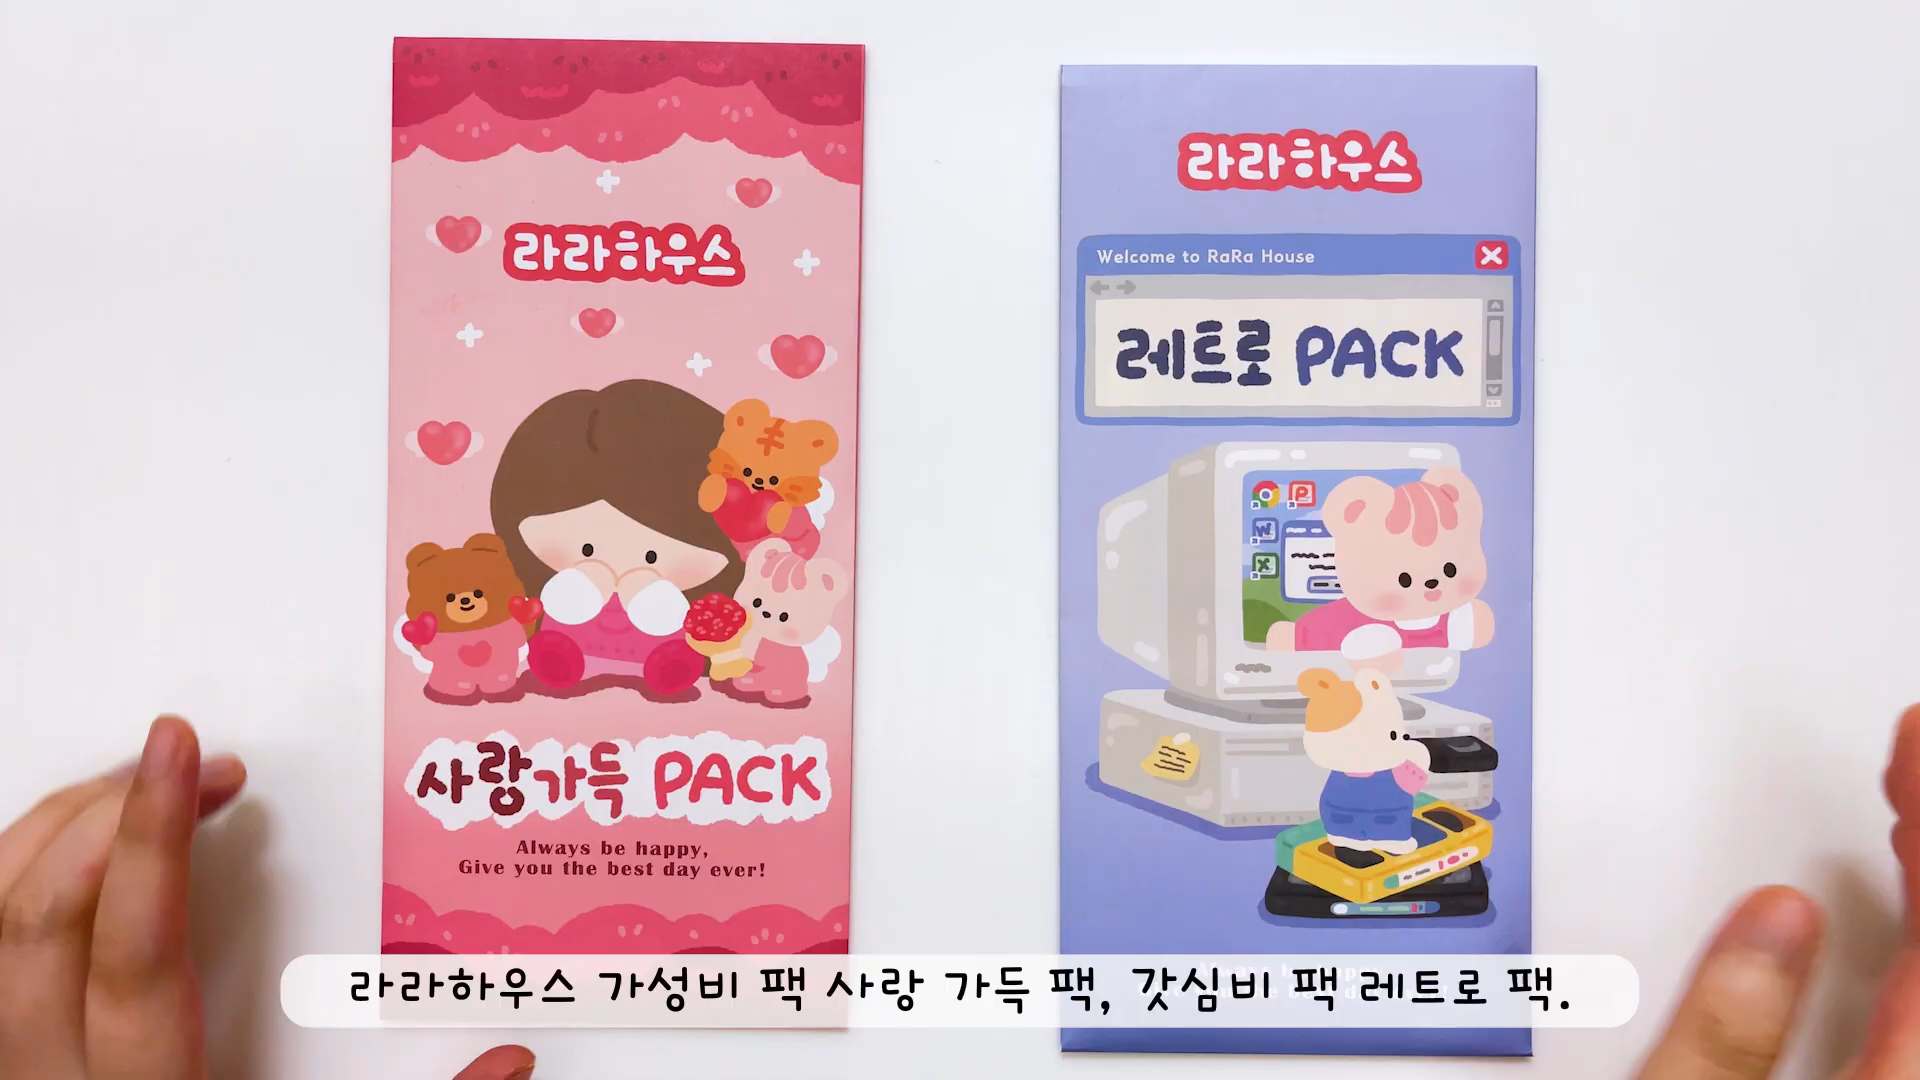 라라하우스
사랑가득 PACK
Always be happy,
Give you the best day ever!
라라하우스
Welcome to RaRa House
레트로 PACK
라라하우스 가성비 팩 사랑 가득 팩, 갓심비 팩 레트로 팩.